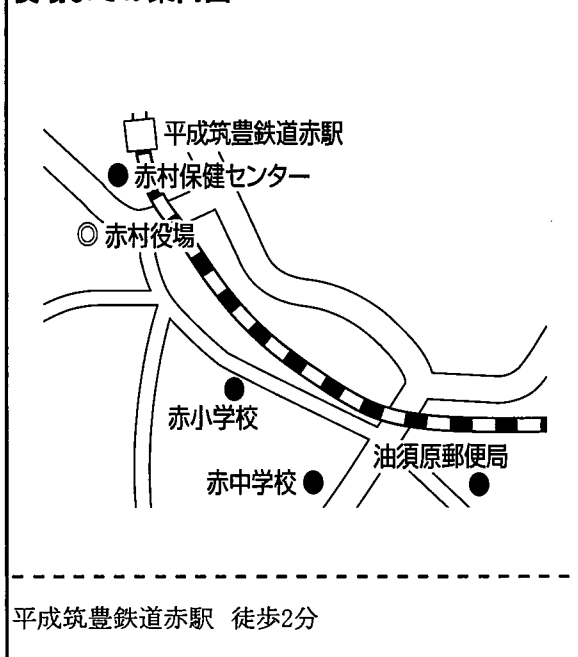 平成筑豊鉄道赤駅
赤村保健センター
◎ 赤村役場
赤小学校
油須原郵便局
赤中学校
平成筑豊鉄道赤駅 徒歩2分